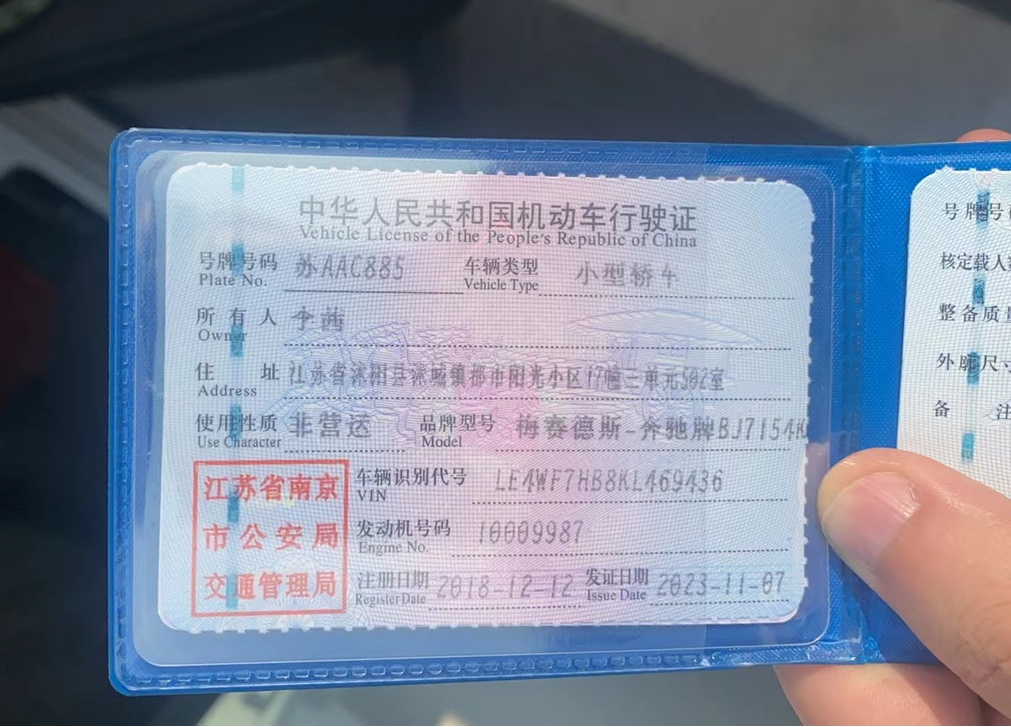 中华人民共和国机动车行驶证
Vehicle License of the People's Republic of China
号牌号码 苏AAC885 车辆类型 小型轿车
Plate No. Vehicle Type
所有人 李茜
Owner
住址 江苏省沭阳县沭城镇都市阳光小区17幢三单元502室
Address
使用性质 非营运 品牌型号 梅赛德斯-奔驰牌BJ7154
Use Character Model
江苏省南京
市公安局
交通管理局
车辆识别代号 LE4WF7HB8KL469436
VIN
发动机号码 10009987
Engine No.
注册日期 2018-12-12 发证日期 2023-11-07
Register Date Issue Date
号牌号
核定载人
整备质量
外廓尺寸
备 注